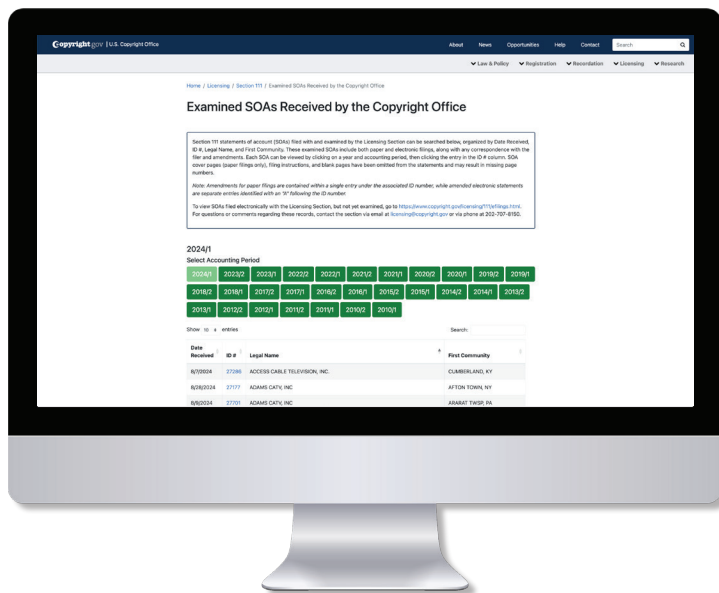 Copyright.gov | U.S. Copyright Office
About News Opportunities Help Contact Search
Law & Policy Registration Recordation Licensing Research
Home / Licensing / Section 111 / Examined SOAs Received by the Copyright Office
Examined SOAs Received by the Copyright Office
Section 111 statements of account (SOAs) filed with and examined by the Licensing Section can be searched below, organized by Date Received,
ID #, Legal Name, and First Community. These examined SOAs include both paper and electronic filings, along with any correspondence with the
filer and amendments. Each SOA can be viewed by clicking on a year and accounting period, then clicking the entry in the ID # column. SOA
cover pages (paper filings only), filing instructions, and blank pages have been omitted from the statements and may result in missing page
numbers.
Note: Amendments for paper filings are contained within a single entry under the associated ID number, while amended electronic statements
are separate entries identified with an "A" following the ID number.
To view SOAs filed electronically with the Licensing Section, but not yet examined, go to https://www.copyright.gov/licensing/111/efilings.html.
For questions or comments regarding these records, contact the section via email at licensing@copyright.gov or via phone at 202-707-8150.
2024/1
Select Accounting Period
2024/1 2023/2 2023/1 2022/2 2022/1 2021/2 2021/1 2020/2 2020/1 2019/2 2019/1
2018/2 2018/1 2017/2 2017/1 2016/2 2016/1 2015/2 2015/1 2014/2 2014/1 2013/2
2013/1 2012/2 2012/1 2011/2 2011/1 2010/2 2010/1
Show 10 entries Search:
Date
Received ID # Legal Name First Community
8/7/2024 27286 ACCESS CABLE TELEVISION, INC. CUMBERLAND, KY
8/28/2024 27177 ADAMS CATV, INC AFTON TOWN, NY
8/9/2024 27701 ADAMS CATV, INC ARARAT TWSP, PA